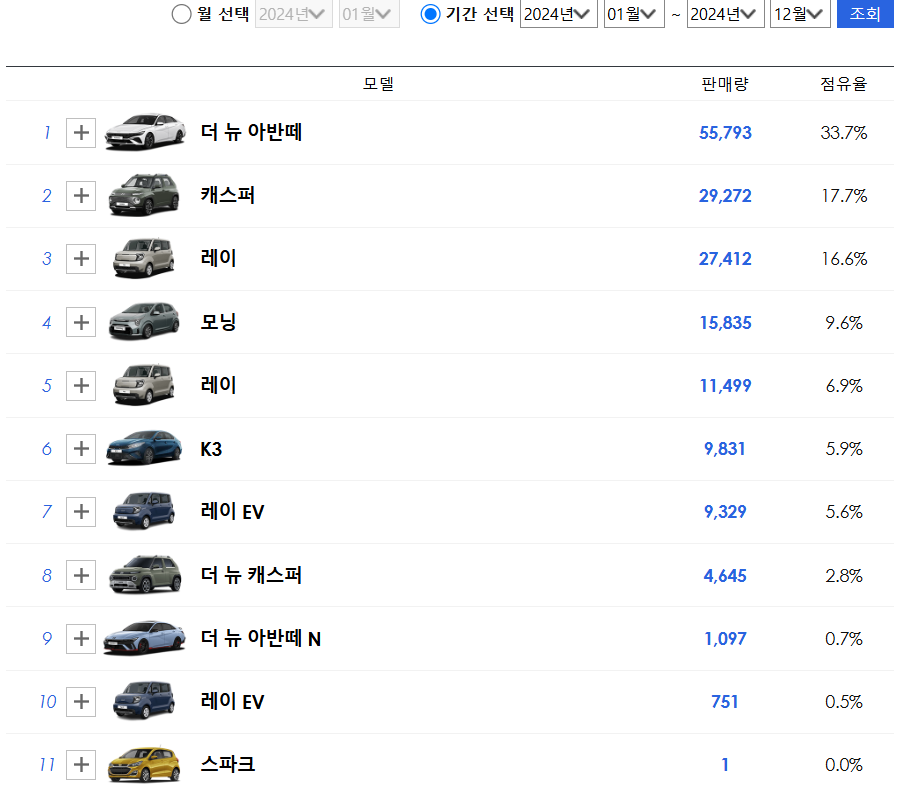 월 선택 2024년 01월 기간 선택 2024년 01월 ~ 2024년 12월 조회
모델 판매량 점유율
1 더 뉴 아반떼 55,793 33.7%
2 캐스퍼 29,272 17.7%
3 레이 27,412 16.6%
4 모닝 15,835 9.6%
5 레이 11,499 6.9%
6 K3 9,831 5.9%
7 레이 EV 9,329 5.6%
8 더 뉴 캐스퍼 4,645 2.8%
9 더 뉴 아반떼 N 1,097 0.7%
10 레이 EV 751 0.5%
11 스파크 1 0.0%